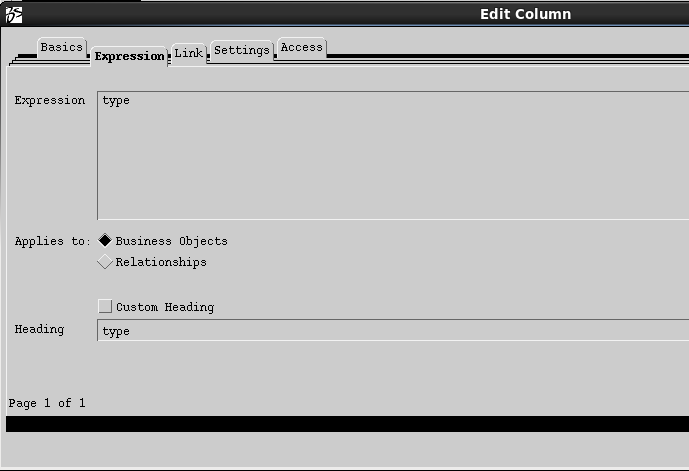 Edit Column
Basics Expression Link Settings Access
Expression type
Applies to: Business Objects
Relationships
Custom Heading
Heading type
Page 1 of 1